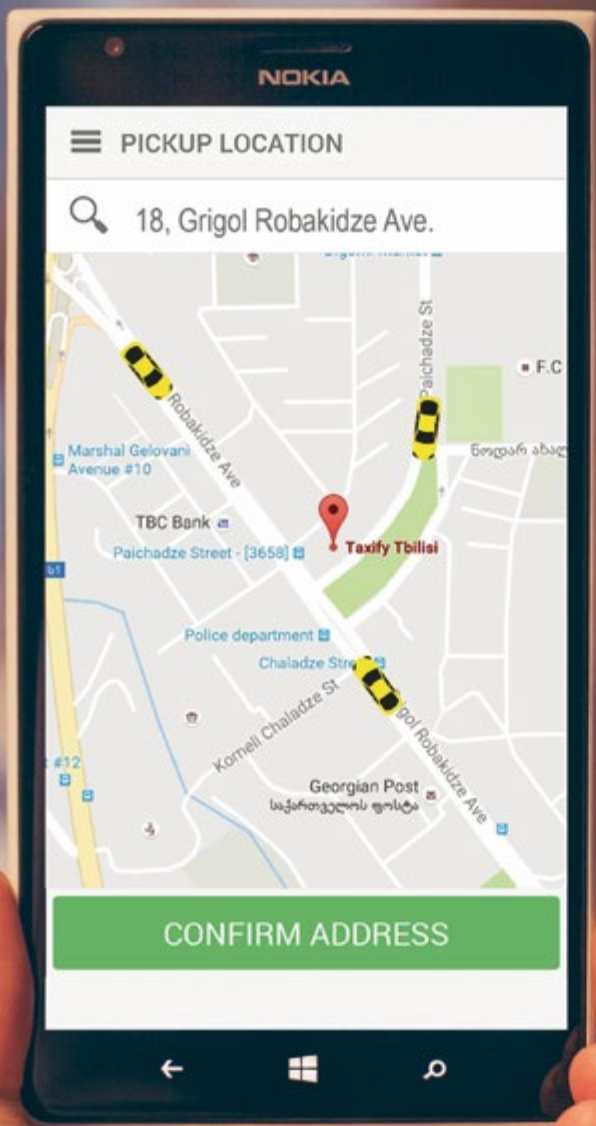 NOKIA
PICKUP LOCATION
18, Grigol Robakidze Ave.
Paichadze St
F.C
Robakidze Ave
ნოდარ
Marshal Gelovani
Avenue #10
TBC Bank
Paichadze Street - [3658]
Taxify Tbilisi
61
Police department
Chaladze
Korneli Chaladze St
gol Robakidze Ave
#12
Georgian Post
საქართველოს ფოსტა
CONFIRM ADDRESS